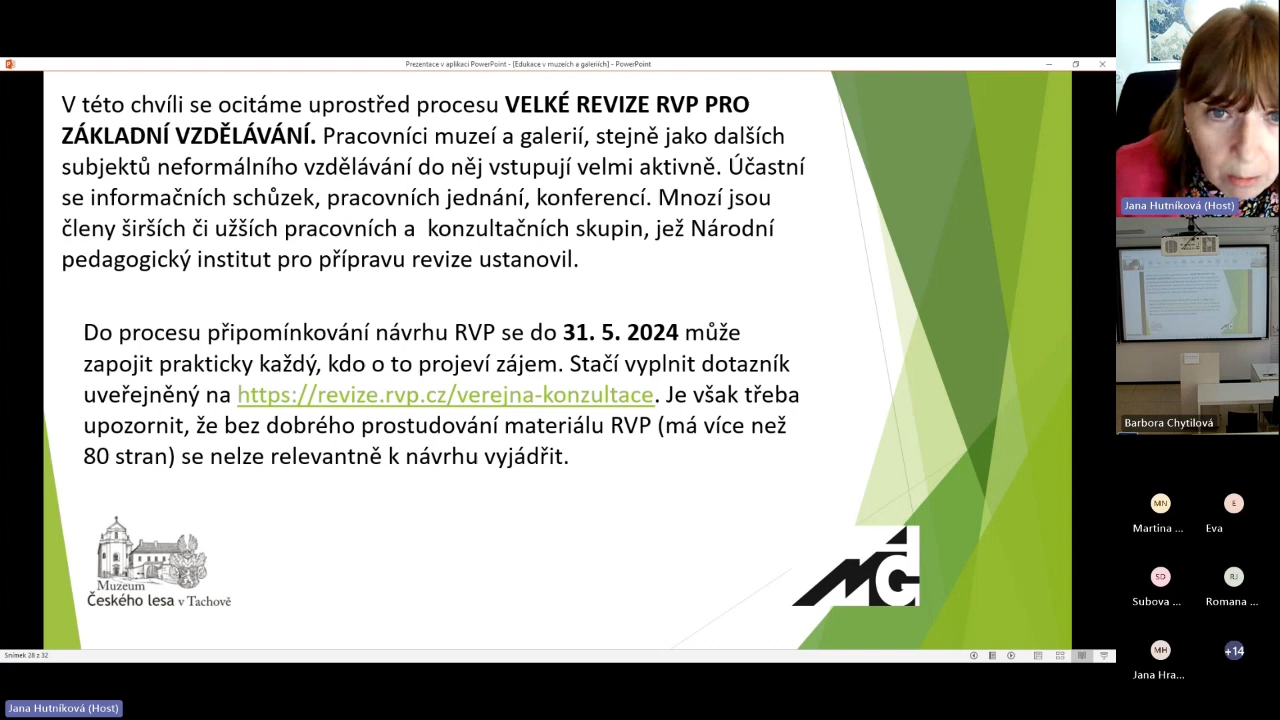 Prezentace v aplikaci PowerPoint - [Edukace v muzeích a galeriích] - PowerPoint
V této chvíli se ocitáme uprostřed procesu VELKÉ REVIZE RVP PRO
ZÁKLADNÍ VZDĚLÁVÁNÍ. Pracovníci muzeí a galerií, stejně jako dalších
subjektů neformálního vzdělávání do něj vstupují velmi aktivně. Účastní
se informačních schůzek, pracovních jednání, konferencí. Mnozí jsou
členy širších či užších pracovních a  konzultačních skupin, jež Národní
pedagogický institut pro přípravu revize ustanovil.
Do procesu připomínkování návrhu RVP se do 31. 5. 2024 může
zapojit prakticky každý, kdo o to projeví zájem. Stačí vyplnit dotazník
uveřejněný na https://revize.rvp.cz/verejna-konzultace. Je však třeba
upozornit, že bez dobrého prostudování materiálu RVP (má více než
80 stran) se nelze relevantně k návrhu vyjádřit.
Muzeum
Českého lesa v Tachově
MG
Snímek 28 z 32
Jana Hutníková (Host)
Jana Hutníková (Host)
Barbora Chytilová
MN
E
Martina ...
Eva
SD
RJ
Subova ...
Romana ...
MH
+14
Jana Hra...